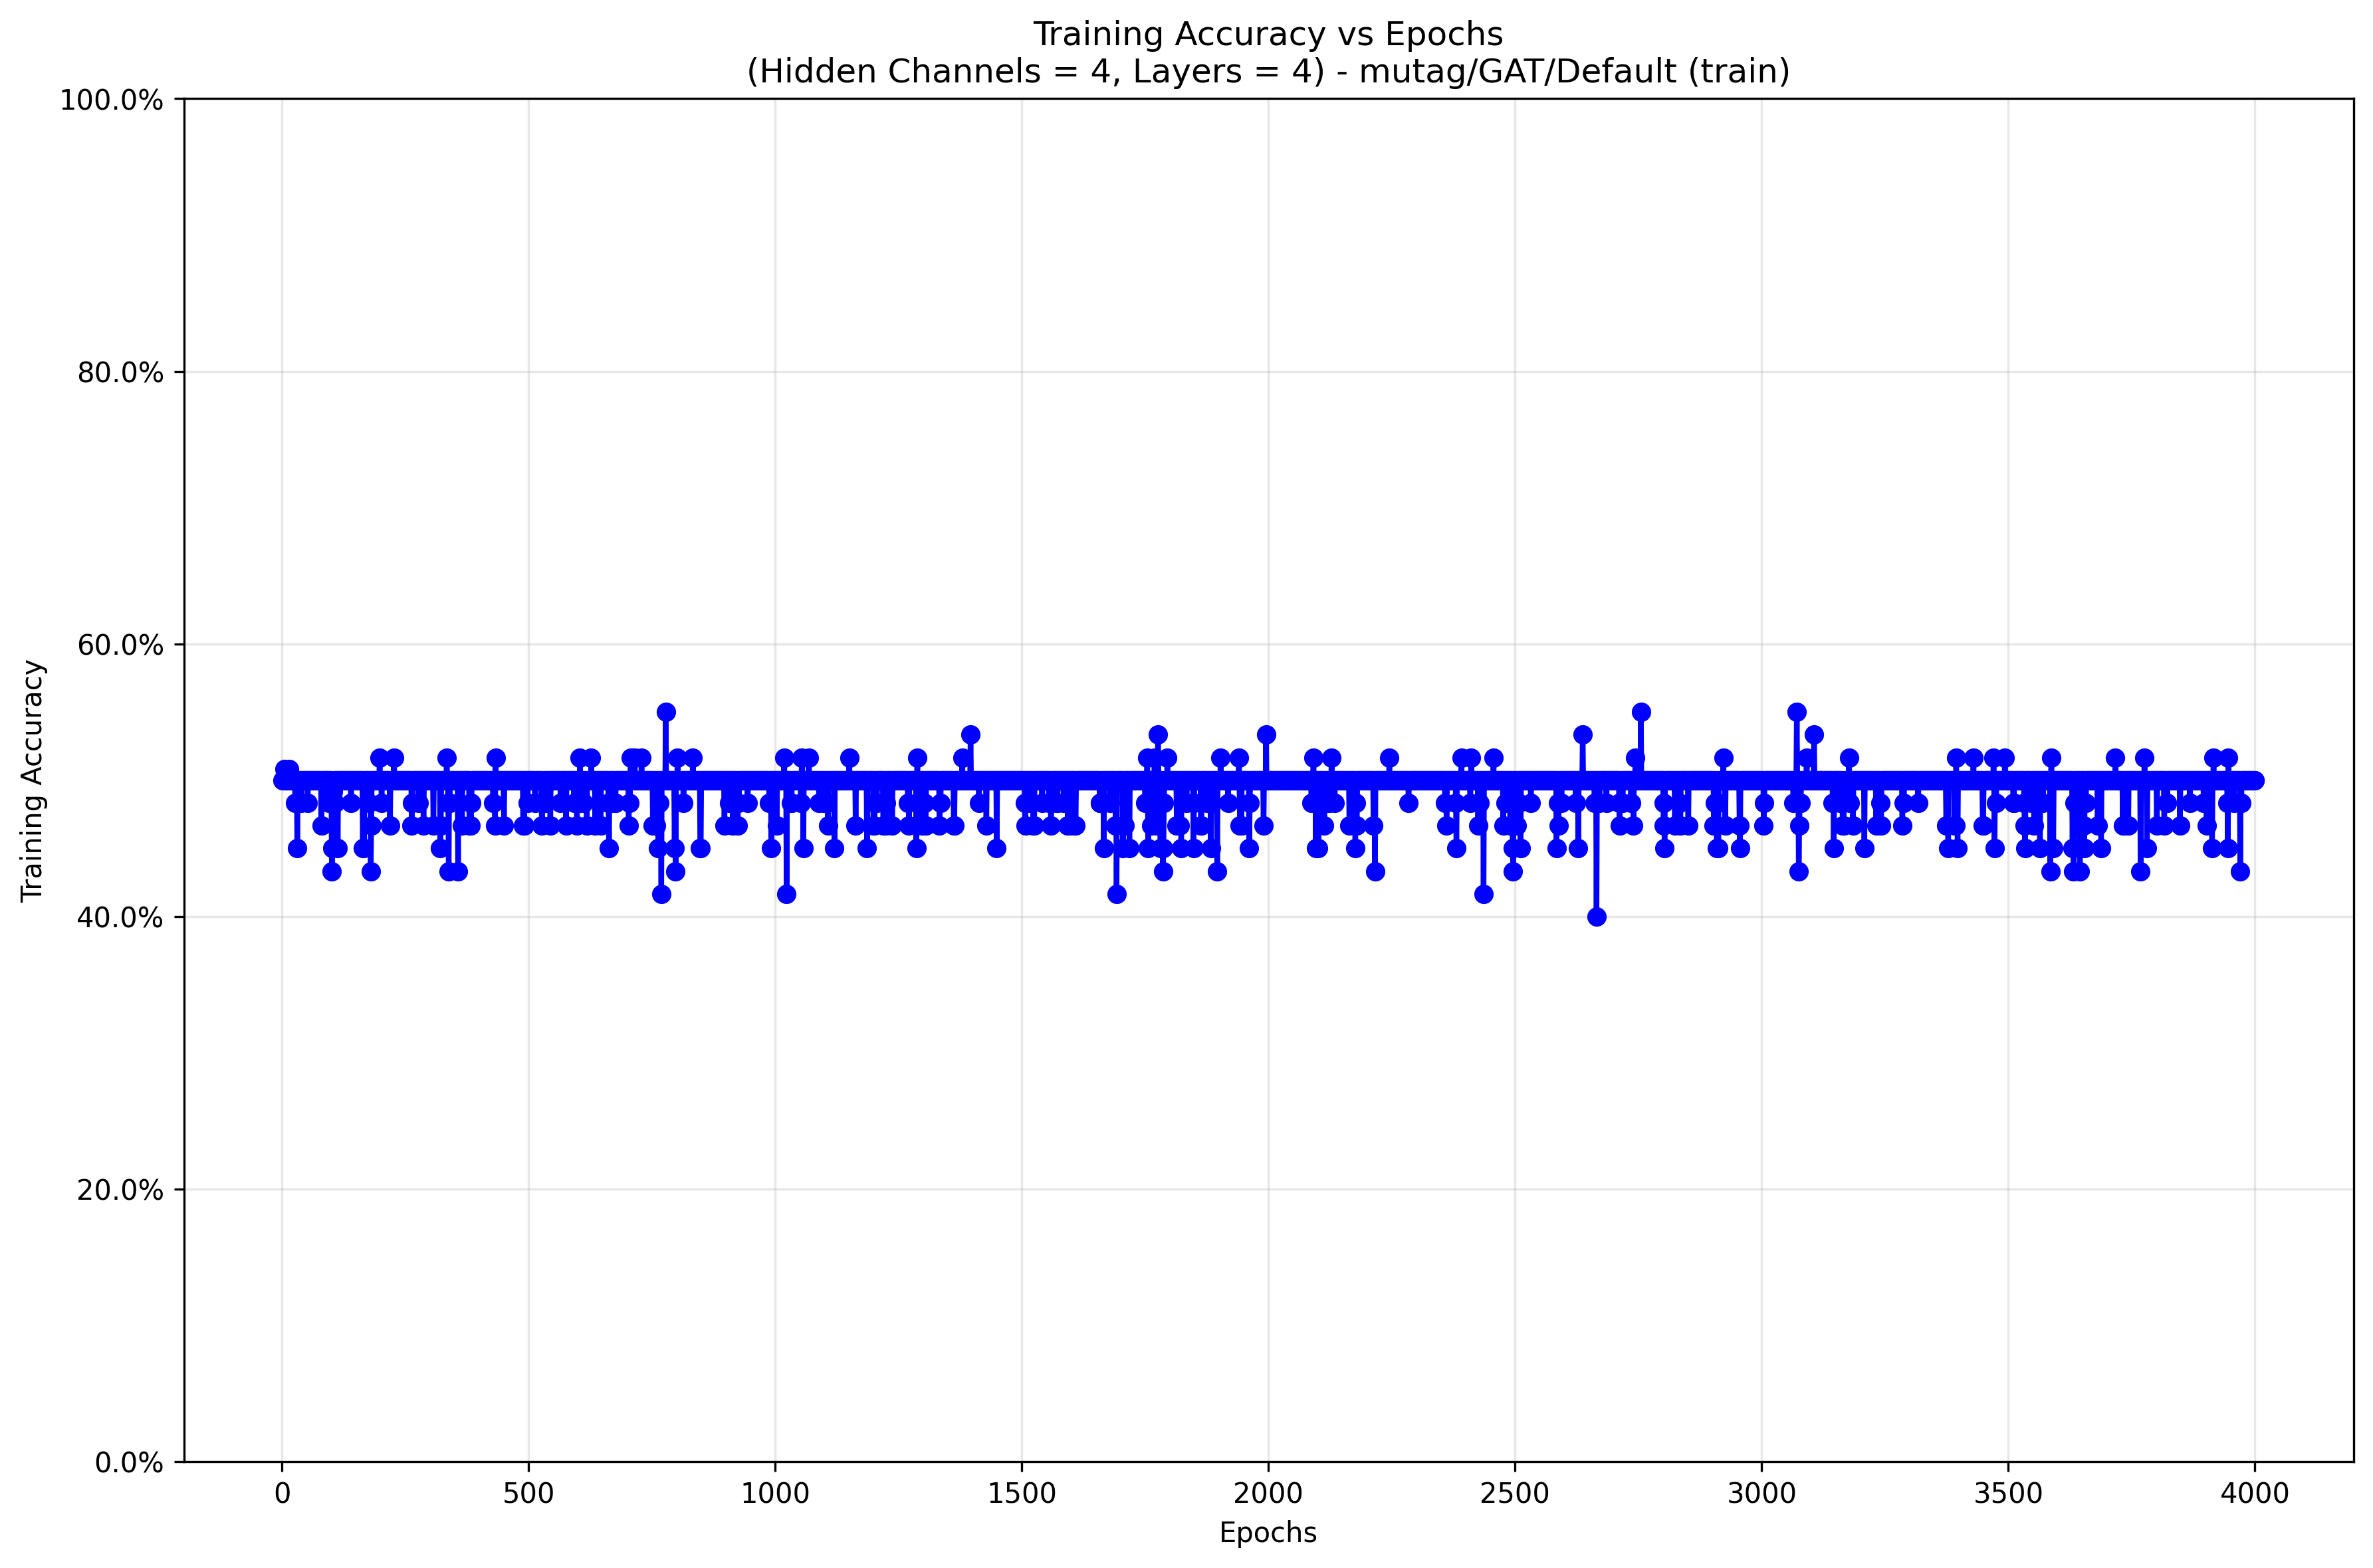 Training Accuracy vs Epochs
(Hidden Channels = 4, Layers = 4) - mutag/GAT/Default (train)
100.0%
80.0%
60.0%
40.0%
20.0%
0.0%
Training Accuracy
0 500 1000 1500 2000 2500 3000 3500 4000
Epochs